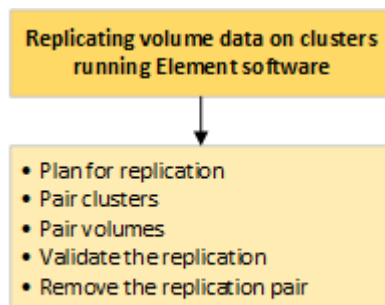 Replicating volume data on clusters
running Element software
• Plan for replication
• Pair clusters
• Pair volumes
• Validate the replication
• Remove the replication pair